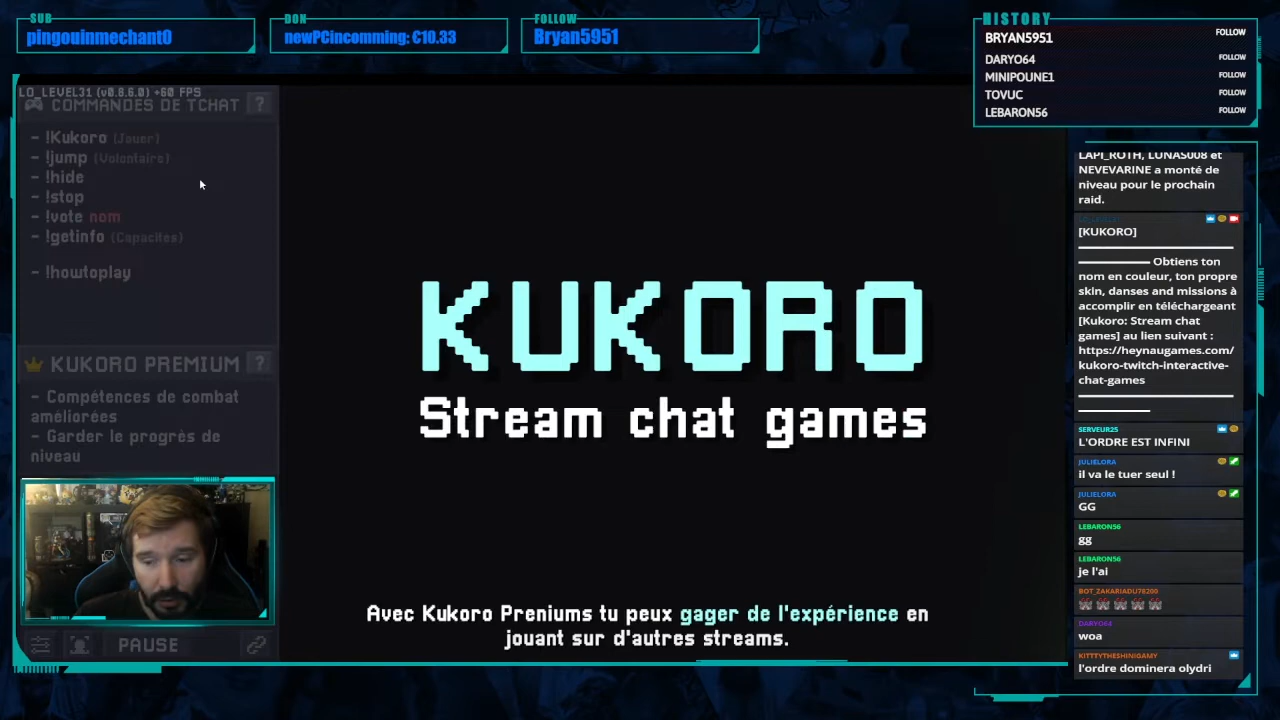 SUB
pingouinmechant0
DON
newPCincomming: €10.33
FOLLOW
Bryan5951
HISTORY
BRYAN5951 FOLLOW
DARYO64 FOLLOW
MINIPOUNE1 FOLLOW
TOVUC FOLLOW
LEBARON56 FOLLOW
LO_LEVEL31 (v0.8.6.0) +60 FPS
COMMANDES DE TCHAT ?
- !Kukoro (Jouer)
- !jump (Volontaire)
- !hide
- !stop
- !vote nom
- !getinfo (Capacites)
- !howtoplay
KUKORO PREMIUM ?
- Compétences de combat
améliorées
- Garder le progrès de
niveau
PAUSE
KUKORO
Stream chat games
Avec Kukoro Preniums tu peux gager de l'expérience en
jouant sur d'autres streams.
LAPI_ROTH, LUNAS008 et
NEVEVARINE a monté de
niveau pour le prochain
raid.
[KUKORO]
Obtiens ton
nom en couleur, ton propre
skin, danses and missions à
accomplir en téléchargeant
[Kukoro: Stream chat
games] au lien suivant :
https://heynaugames.com/
kukoro-twitch-interactive-
chat-games
SERVEUR25
L'ORDRE EST INFINI
JULIELORA
il va le tuer seul !
JULIELORA
GG
LEBARON56
gg
LEBARON56
je l'ai
BOT_ZAKARIADU78200
DARYO64
woa
KITTTYTHESHINIGAMY
l'ordre dominera olydri